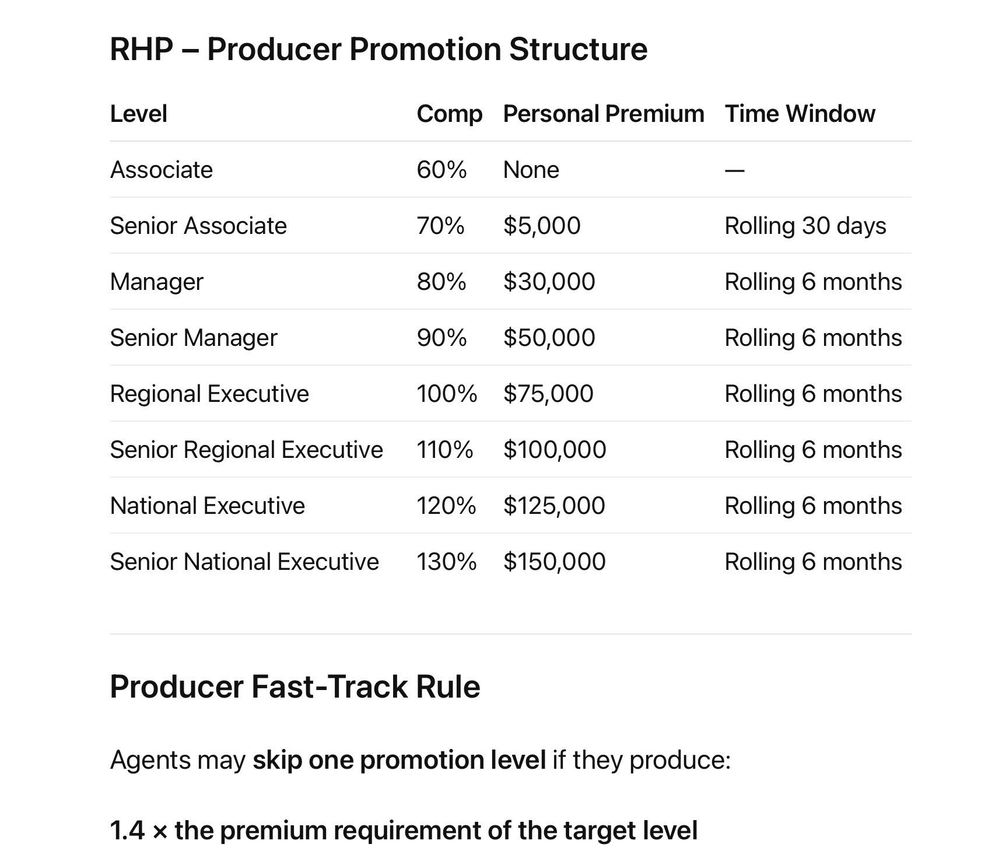 RHP – Producer Promotion Structure
Level Comp Personal Premium Time Window
Associate 60% None —
Senior Associate 70% $5,000 Rolling 30 days
Manager 80% $30,000 Rolling 6 months
Senior Manager 90% $50,000 Rolling 6 months
Regional Executive 100% $75,000 Rolling 6 months
Senior Regional Executive 110% $100,000 Rolling 6 months
National Executive 120% $125,000 Rolling 6 months
Senior National Executive 130% $150,000 Rolling 6 months
Producer Fast-Track Rule
Agents may skip one promotion level if they produce:
1.4 × the premium requirement of the target level